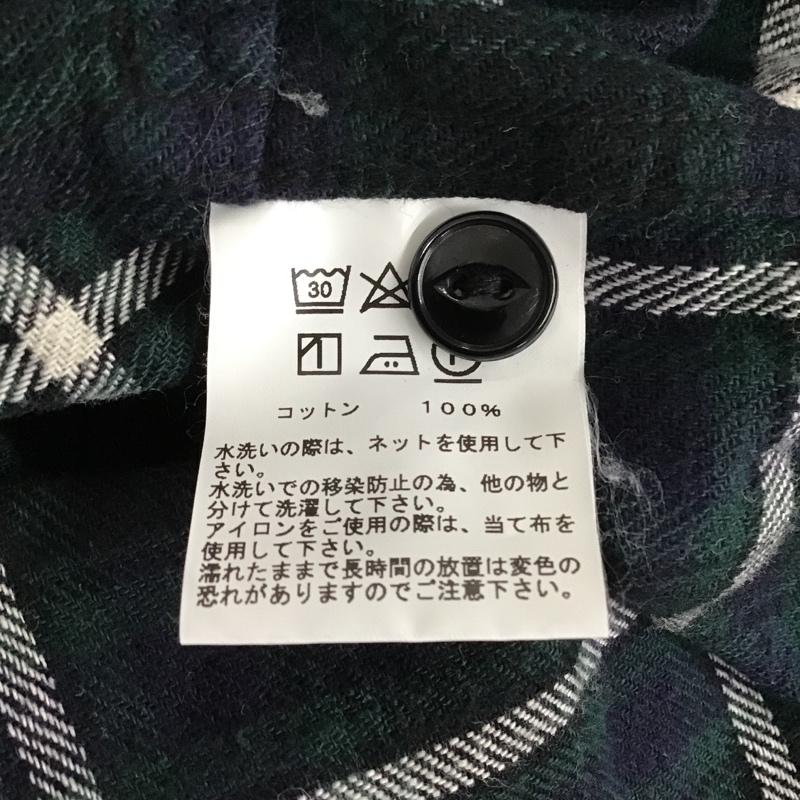 30
コットン 100%
水洗いの際は、ネットを使用して下
さい。
水洗いでの移染防止の為、他の物と
分けて洗濯して下さい。
アイロンをご使用の際は、当て布を
使用して下さい。
濡れたままで長時間の放置は変色の
恐れがありますのでご注意下さい。